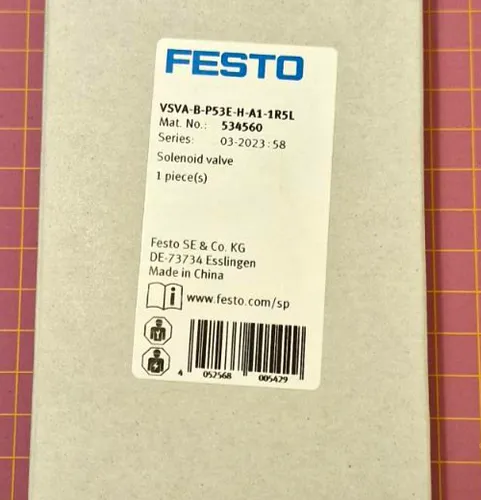 FESTO
VSVA-B-P53E-H-A1-1R5L
Mat. No.: 534560
Series: 03-2023:58
Solenoid valve
1 piece(s)
Festo SE & Co. KG
DE-73734 Esslingen
Made in China
i www.festo.com/sp
4 052568 005429